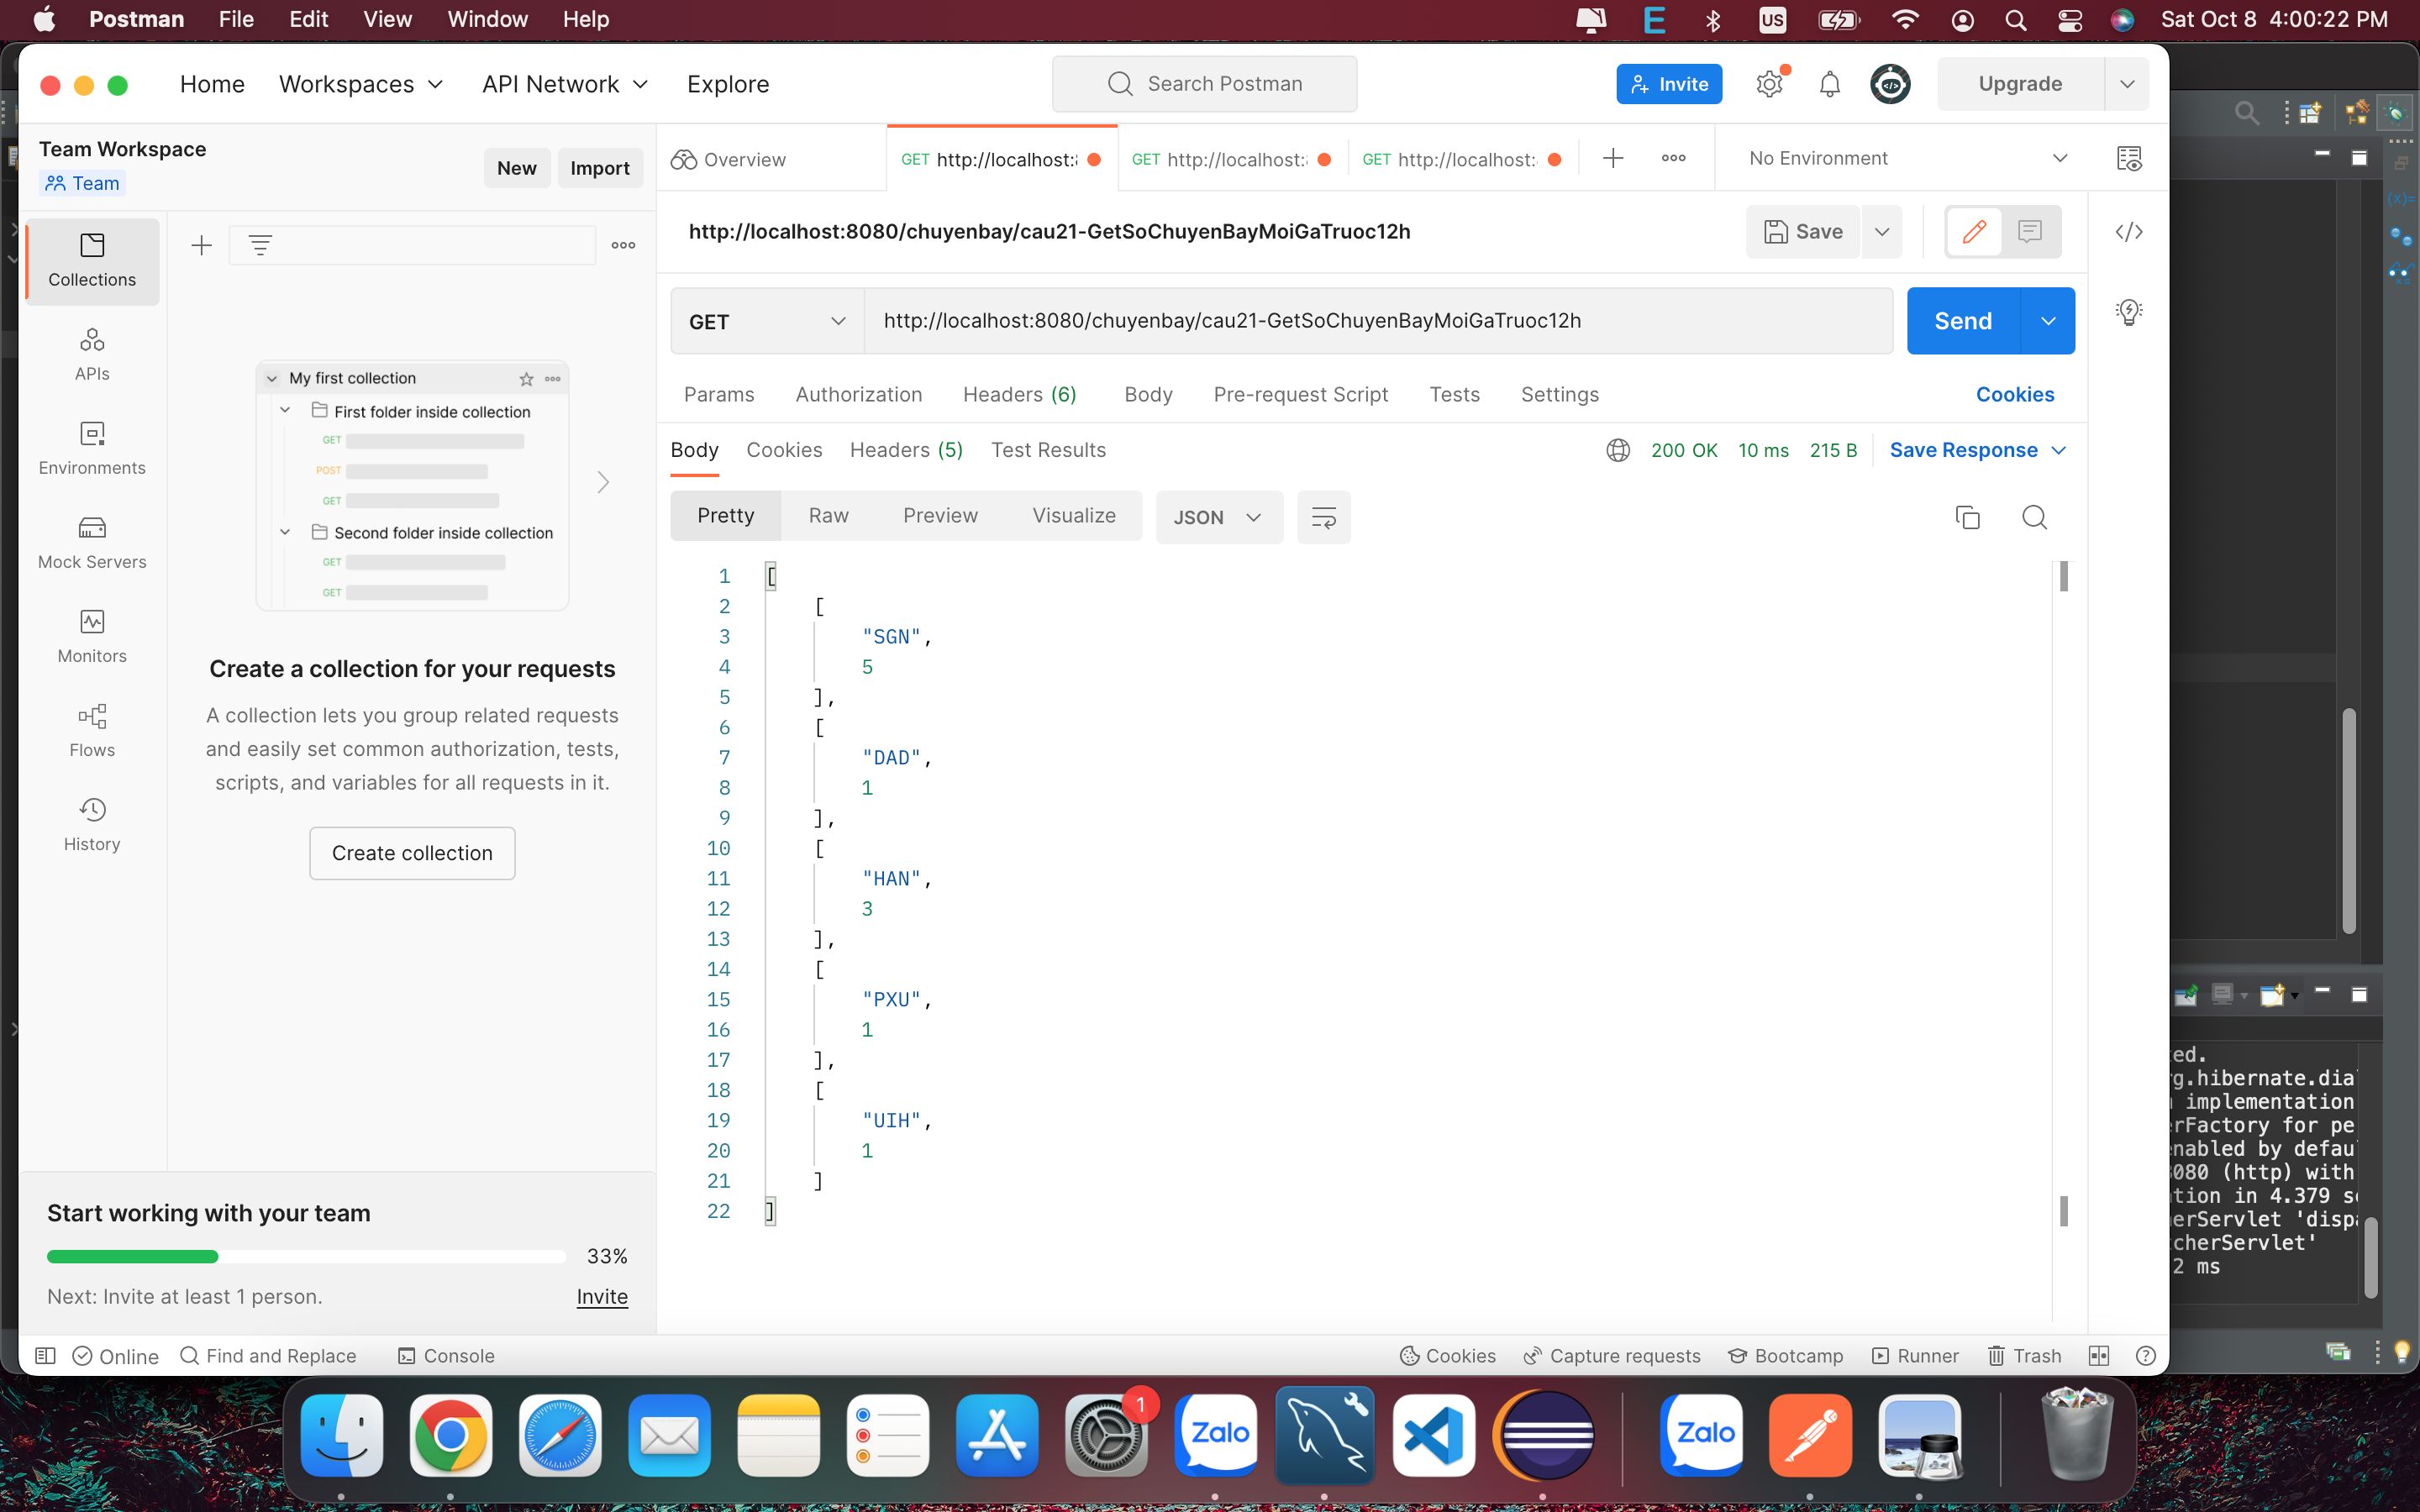 Postman File Edit View Window Help
US
Sat Oct 8 4:00:22 PM
Home Workspaces API Network Explore
Search Postman
Invite
Upgrade
Team Workspace
Team
New Import
Overview
GET http://localhost:
GET http://localhost:
GET http://localhost:
No Environment
http://localhost:8080/chuyenbay/cau21-GetSoChuyenBayMoiGaTruoc12h
Save
GET
http://localhost:8080/chuyenbay/cau21-GetSoChuyenBayMoiGaTruoc12h
Send
Params Authorization Headers (6) Body Pre-request Script Tests Settings
Cookies
Body Cookies Headers (5) Test Results
200 OK 10 ms 215 B Save Response
Pretty Raw Preview Visualize JSON
1 [
2 [
3 "SGN",
4 5
5 ],
6 [
7 "DAD",
8 1
9 ],
10 [
11 "HAN",
12 3
13 ],
14 [
15 "PXU",
16 1
17 ],
18 [
19 "UIH",
20 1
21 ]
22 ]
Collections
APIs
Environments
Mock Servers
Monitors
Flows
History
My first collection
First folder inside collection
GET
POST
GET
Second folder inside collection
GET
GET
Create a collection for your requests
A collection lets you group related requests
and easily set common authorization, tests,
scripts, and variables for all requests in it.
Create collection
Start working with your team
33%
Next: Invite at least 1 person.
Invite
Online Find and Replace Console
Cookies Capture requests Bootcamp Runner Trash
ted.
rg.hibernate.dia
implementation
erFactory for pe
enabled by defau
8080 (http) with
ation in 4.379 s
erServlet 'disp
cherServlet'
2 ms
1
Zalo
Zalo